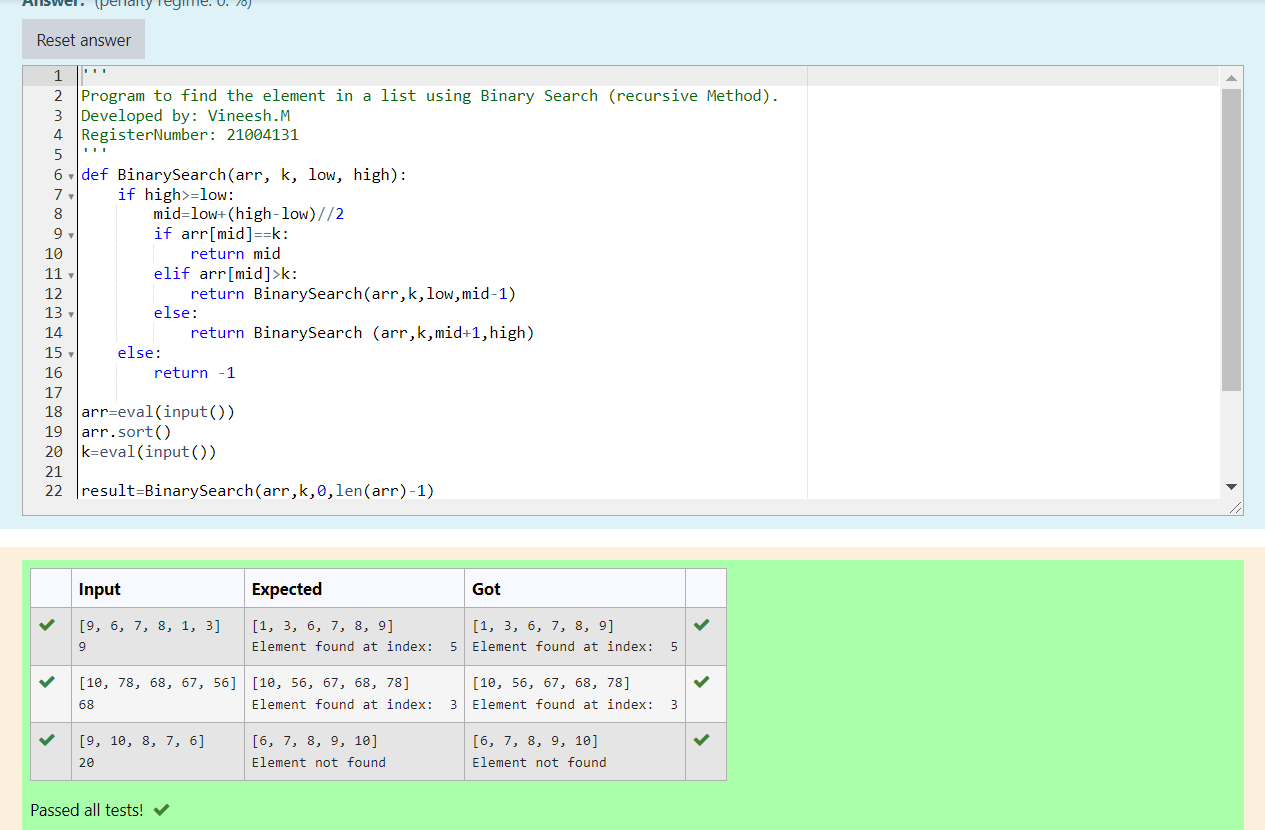 Answer: (penalty regime: 0. %)
Reset answer
1 '''
2 Program to find the element in a list using Binary Search (recursive Method).
3 Developed by: Vineesh.M
4 RegisterNumber: 21004131
5 '''
6 def BinarySearch(arr, k, low, high):
7     if high>=low:
8         mid=low+(high-low)//2
9         if arr[mid]==k:
10             return mid
11         elif arr[mid]>k:
12             return BinarySearch(arr,k,low,mid-1)
13         else:
14             return BinarySearch (arr,k,mid+1,high)
15     else:
16         return -1
17
18 arr=eval(input())
19 arr.sort()
20 k=eval(input())
21
22 result=BinarySearch(arr,k,0,len(arr)-1)
Input Expected Got
[9, 6, 7, 8, 1, 3] [1, 3, 6, 7, 8, 9] [1, 3, 6, 7, 8, 9]
9 Element found at index:  5 Element found at index:  5
[10, 78, 68, 67, 56] [10, 56, 67, 68, 78] [10, 56, 67, 68, 78]
68 Element found at index:  3 Element found at index:  3
[9, 10, 8, 7, 6] [6, 7, 8, 9, 10] [6, 7, 8, 9, 10]
20 Element not found Element not found
Passed all tests!